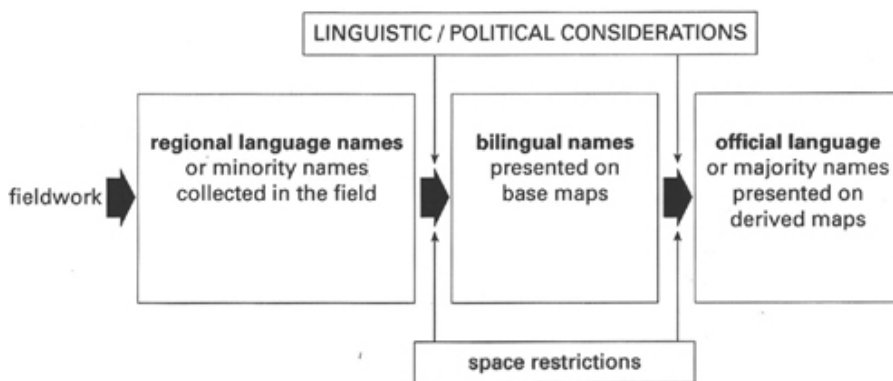 LINGUISTIC / POLITICAL CONSIDERATIONS
fieldwork
regional language names
or minority names
collected in the field
bilingual names
presented on
base maps
official language
or majority names
presented on
derived maps
space restrictions